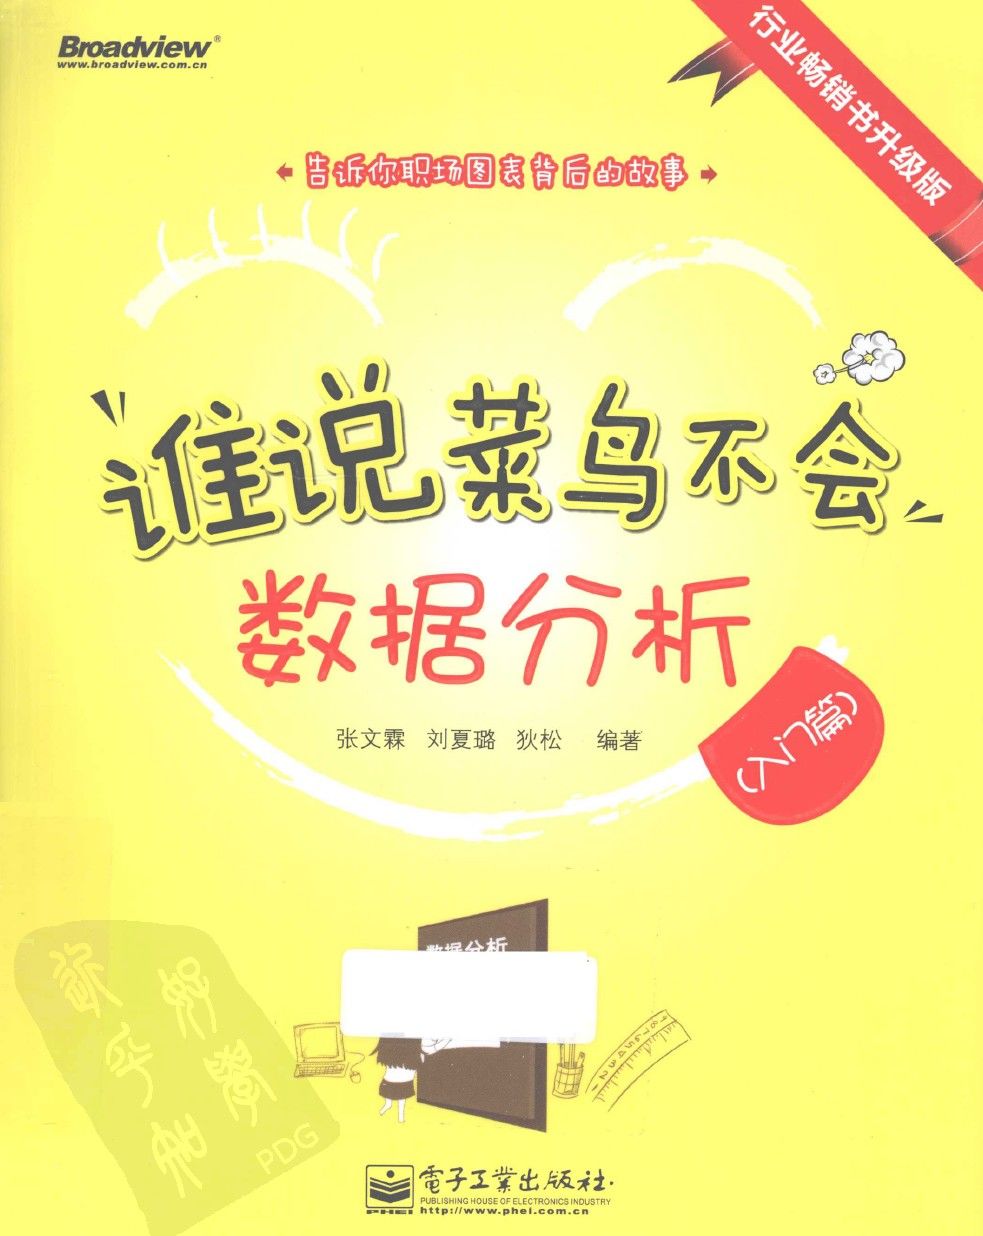 Broadview®
www.broadview.com.cn
行业畅销书升级版
告诉你职场图表背后的故事
谁说菜鸟不会
数据分析
(入门篇)
张文霖 刘夏璐 狄松 编著
数据分析
PDG
電子工業出版社
PUBLISHING HOUSE OF ELECTRONICS INDUSTRY
PHEI http://www.phei.com.cn